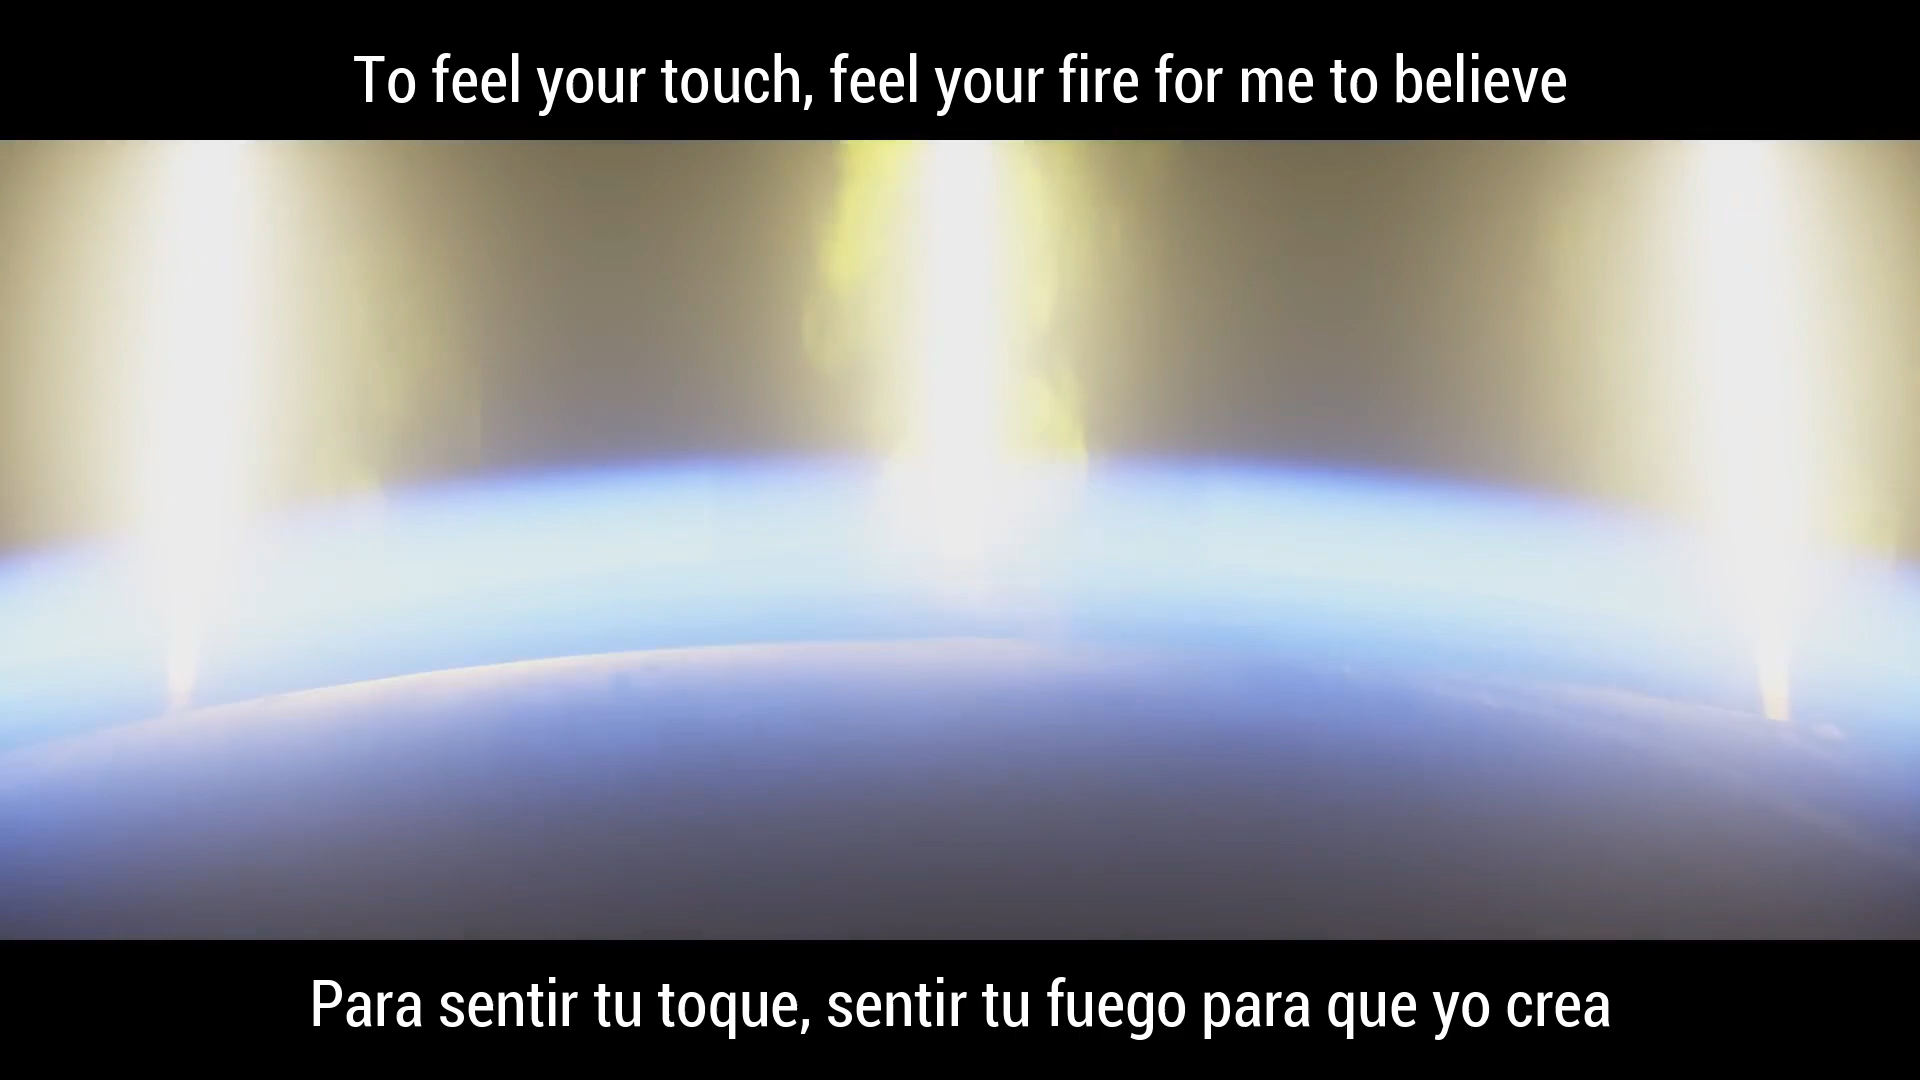 To feel your touch, feel your fire for me to believe
Para sentir tu toque, sentir tu fuego para que yo crea